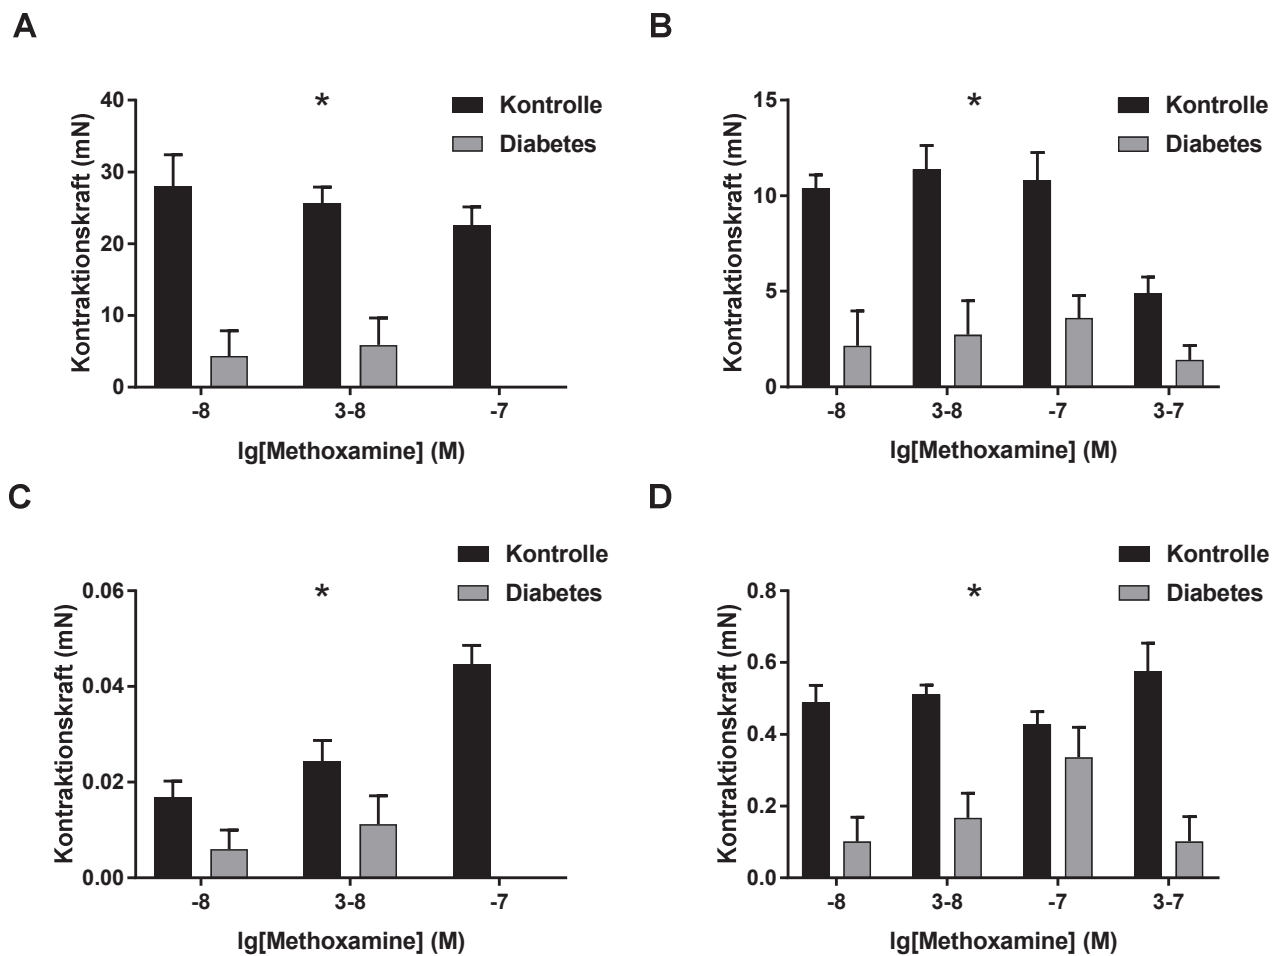 A
Kontraktionskraft (mN)
40
30
20
10
0
*
Kontrolle
Diabetes
-8 3-8 -7
lg[Methoxamine] (M)
B
Kontraktionskraft (mN)
15
10
5
0
*
Kontrolle
Diabetes
-8 3-8 -7 3-7
lg[Methoxamine] (M)
C
Kontraktionskraft (mN)
0.06
0.04
0.02
0.00
*
Kontrolle
Diabetes
-8 3-8 -7
lg[Methoxamine] (M)
D
Kontraktionskraft (mN)
0.8
0.6
0.4
0.2
0.0
*
Kontrolle
Diabetes
-8 3-8 -7 3-7
lg[Methoxamine] (M)